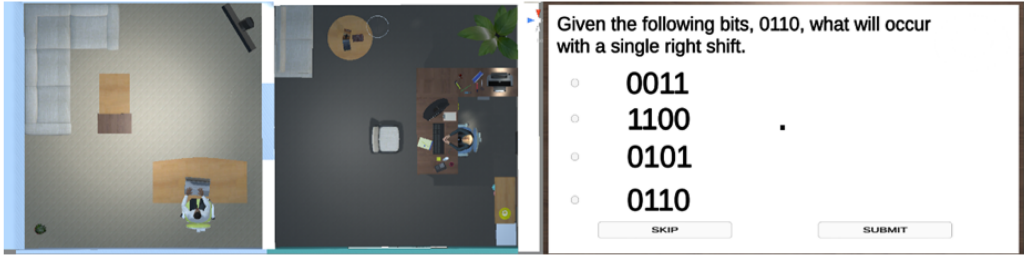 Given the following bits, 0110, what will occur
with a single right shift.
0011
1100
.
0101
0110
SKIP
SUBMIT